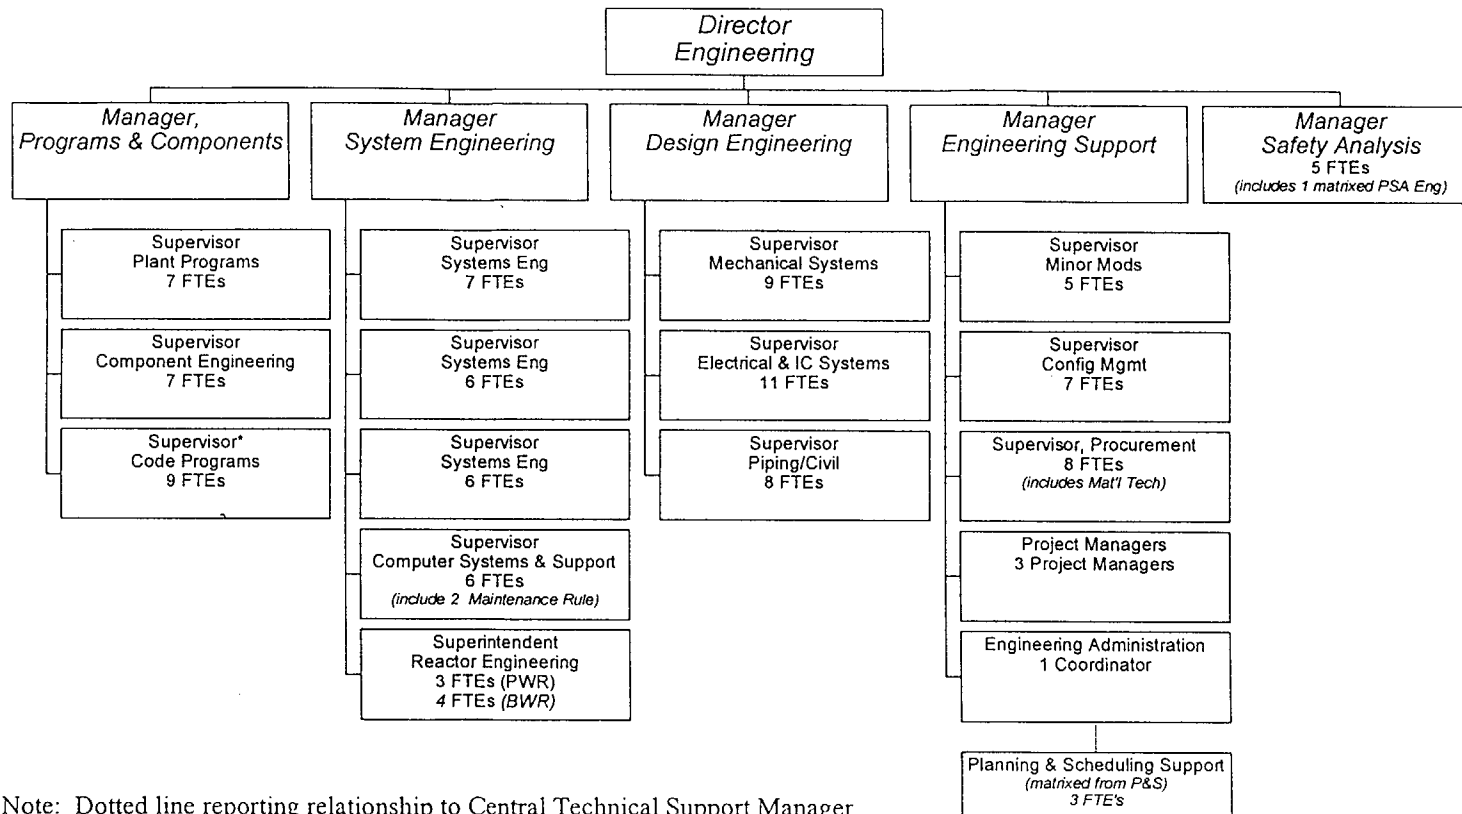 Director
Engineering
Manager,
Programs & Components
Manager
System Engineering
Manager
Design Engineering
Manager
Engineering Support
Manager
Safety Analysis
5 FTEs
(includes 1 matrixed PSA Eng)
Supervisor
Plant Programs
7 FTEs
Supervisor
Component Engineering
7 FTEs
Supervisor*
Code Programs
9 FTEs
Supervisor
Systems Eng
7 FTEs
Supervisor
Systems Eng
6 FTEs
Supervisor
Systems Eng
6 FTEs
Supervisor
Computer Systems & Support
6 FTEs
(include 2 Maintenance Rule)
Superintendent
Reactor Engineering
3 FTEs (PWR)
4 FTEs (BWR)
Supervisor
Mechanical Systems
9 FTEs
Supervisor
Electrical & IC Systems
11 FTEs
Supervisor
Piping/Civil
8 FTEs
Supervisor
Minor Mods
5 FTEs
Supervisor
Config Mgmt
7 FTEs
Supervisor, Procurement
8 FTEs
(includes Mat'l Tech)
Project Managers
3 Project Managers
Engineering Administration
1 Coordinator
Planning & Scheduling Support
(matrixed from P&S)
3 FTE's
Note: Dotted line reporting relationship to Central Technical Support Manager